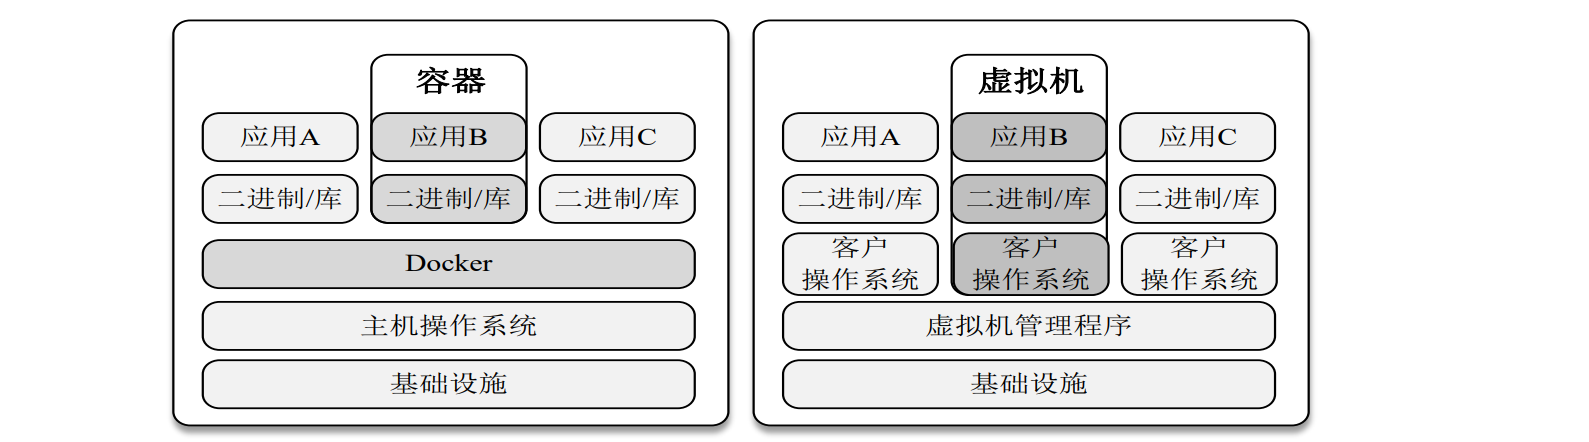 容器
应用A
应用B
应用C
二进制/库
二进制/库
二进制/库
Docker
主机操作系统
基础设施
虚拟机
应用A
应用B
应用C
二进制/库
二进制/库
二进制/库
客户
操作系统
客户
操作系统
客户
操作系统
虚拟机管理程序
基础设施